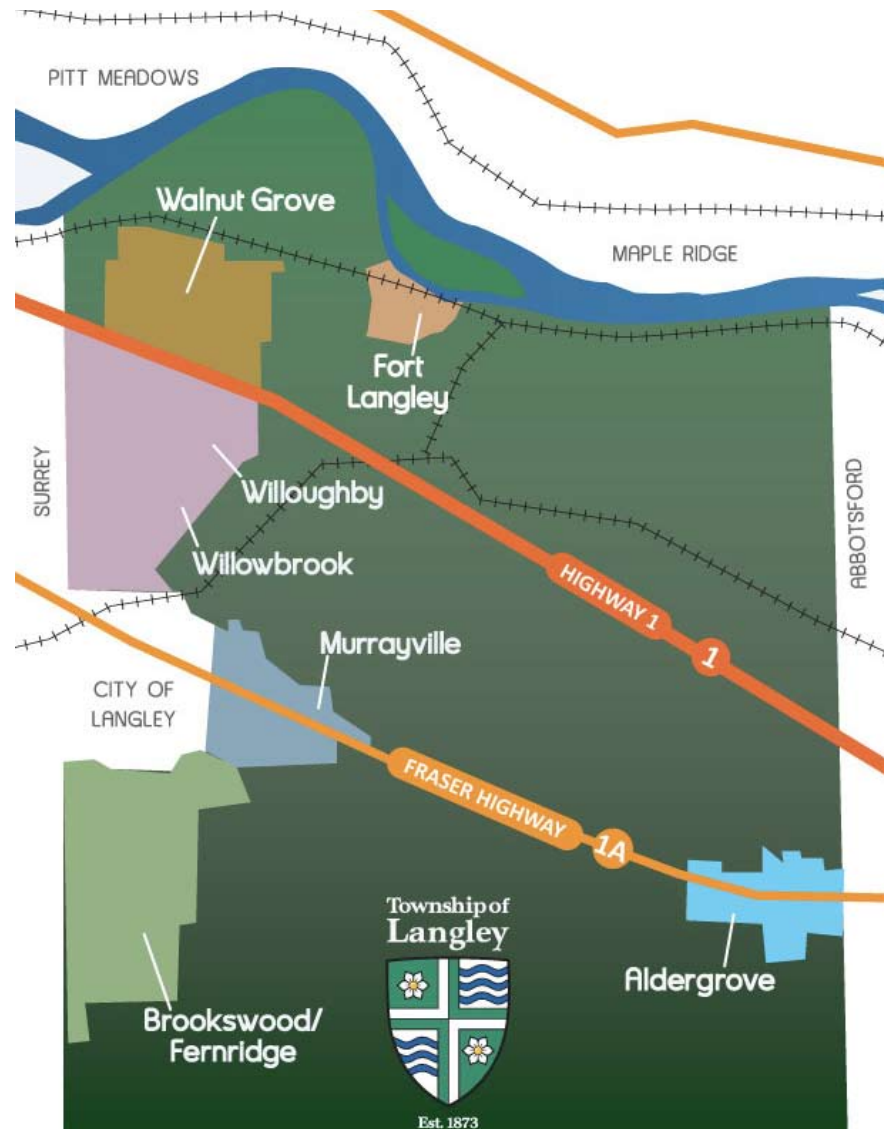 PITT MEADOWS
Walnut Grove
MAPLE RIDGE
Fort
Langley
SURREY
Willoughby
ABBOTSFORD
Willowbrook
HIGHWAY 1
1
Murrayville
CITY OF
LANGLEY
FRASER HIGHWAY
1A
Township of
Langley
Aldergrove
Brookswood/
Fernridge
Est. 1873